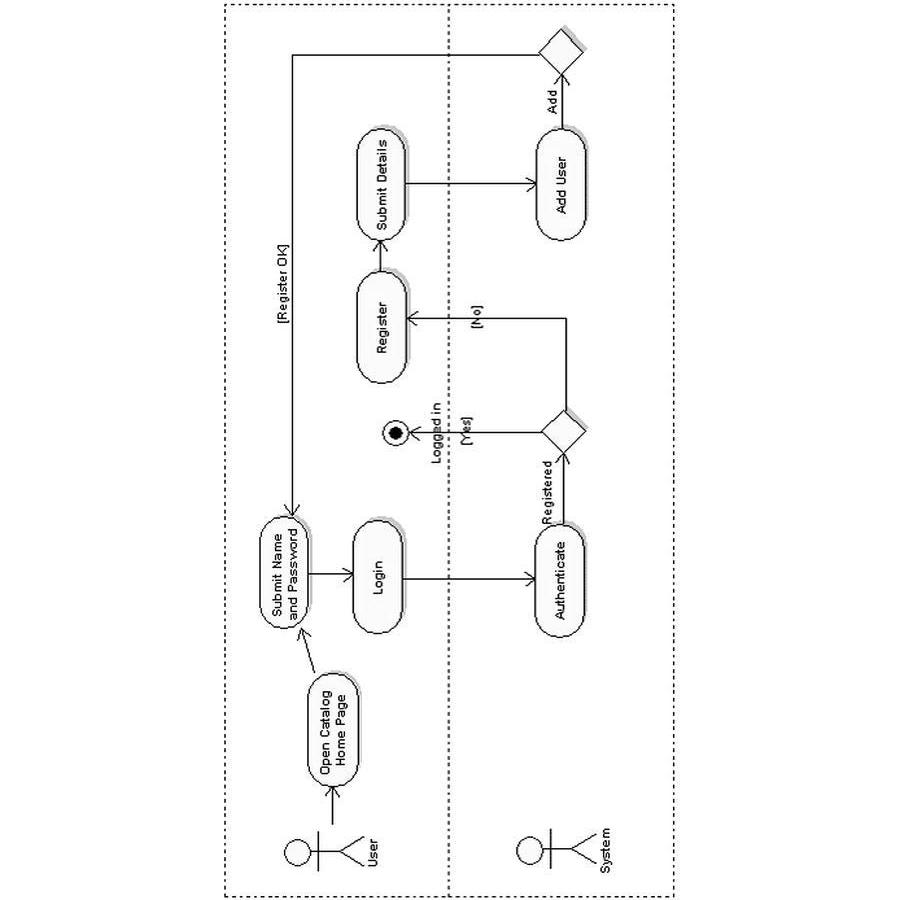 User
Open Catalog
Home Page
Submit Name
and Password
Login
Logged in
[Yes]
[No]
Register
Submit Details
[Register OK]
System
Authenticate
Registered
Add User
Add